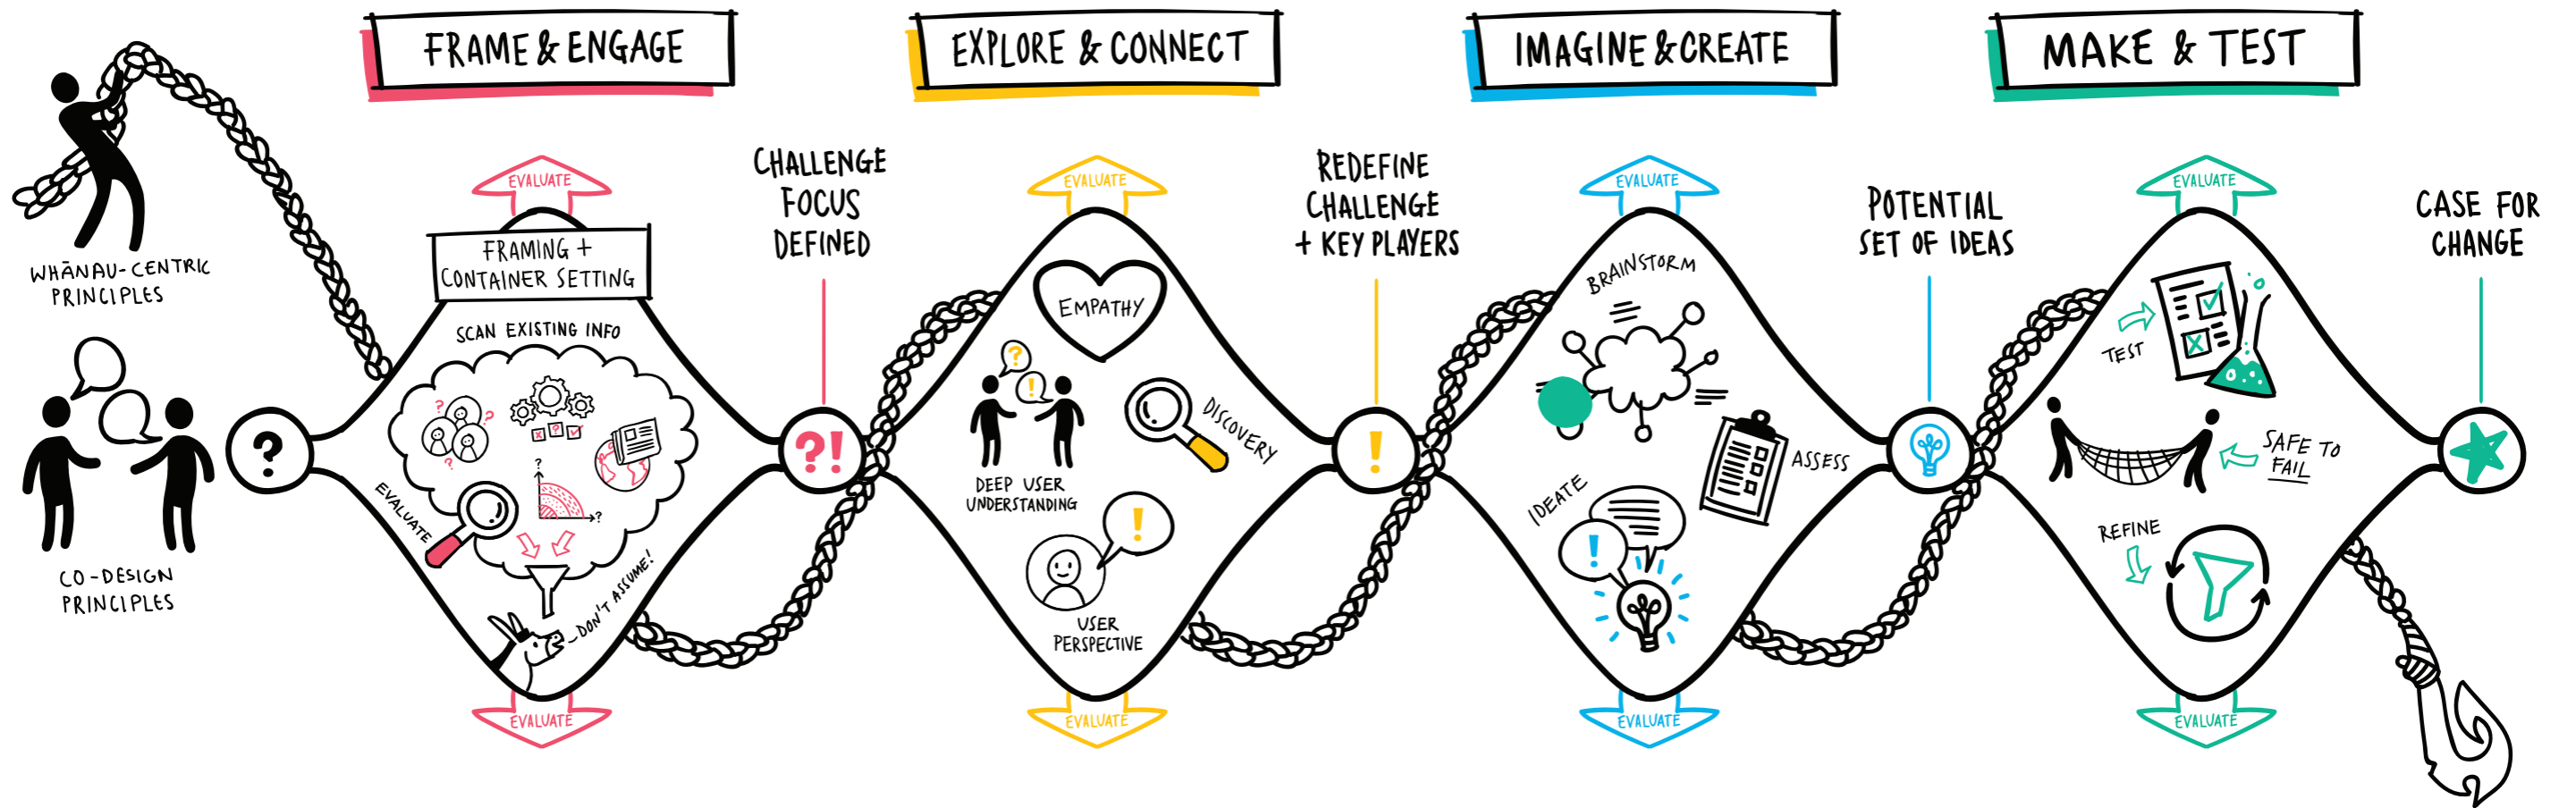 FRAME & ENGAGE
EXPLORE & CONNECT
IMAGINE & CREATE
MAKE & TEST
WHĀNAU-CENTRIC
PRINCIPLES
CO-DESIGN
PRINCIPLES
?
EVALUATE
FRAMING +
CONTAINER SETTING
SCAN EXISTING INFO
?
?
?
x ? ✓
?
?
EVALUATE
DON'T ASSUME!
EVALUATE
CHALLENGE
FOCUS
DEFINED
?!
EVALUATE
EMPATHY
?
!
DEEP USER
UNDERSTANDING
DISCOVERY
!
USER
PERSPECTIVE
EVALUATE
REDEFINE
CHALLENGE
+ KEY PLAYERS
!
EVALUATE
BRAINSTORM
ASSESS
IDEATE
!
EVALUATE
POTENTIAL
SET OF IDEAS
EVALUATE
TEST
SAFE TO
FAIL
REFINE
EVALUATE
CASE FOR
CHANGE